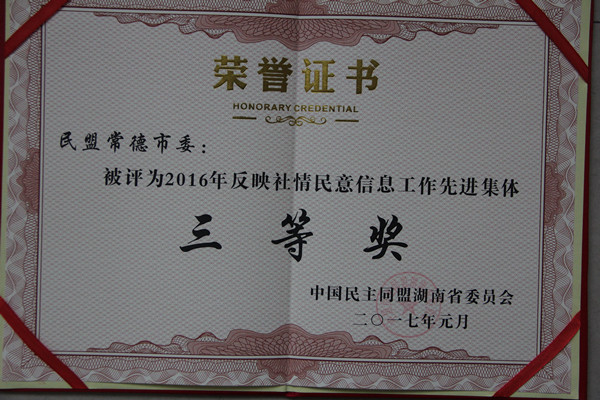 荣誉证书
HONORARY CREDENTIAL
民盟常德市委：
被评为2016年反映社情民意信息工作先进集体
三等奖
中国民主同盟湖南省委员会
二〇一七年元月